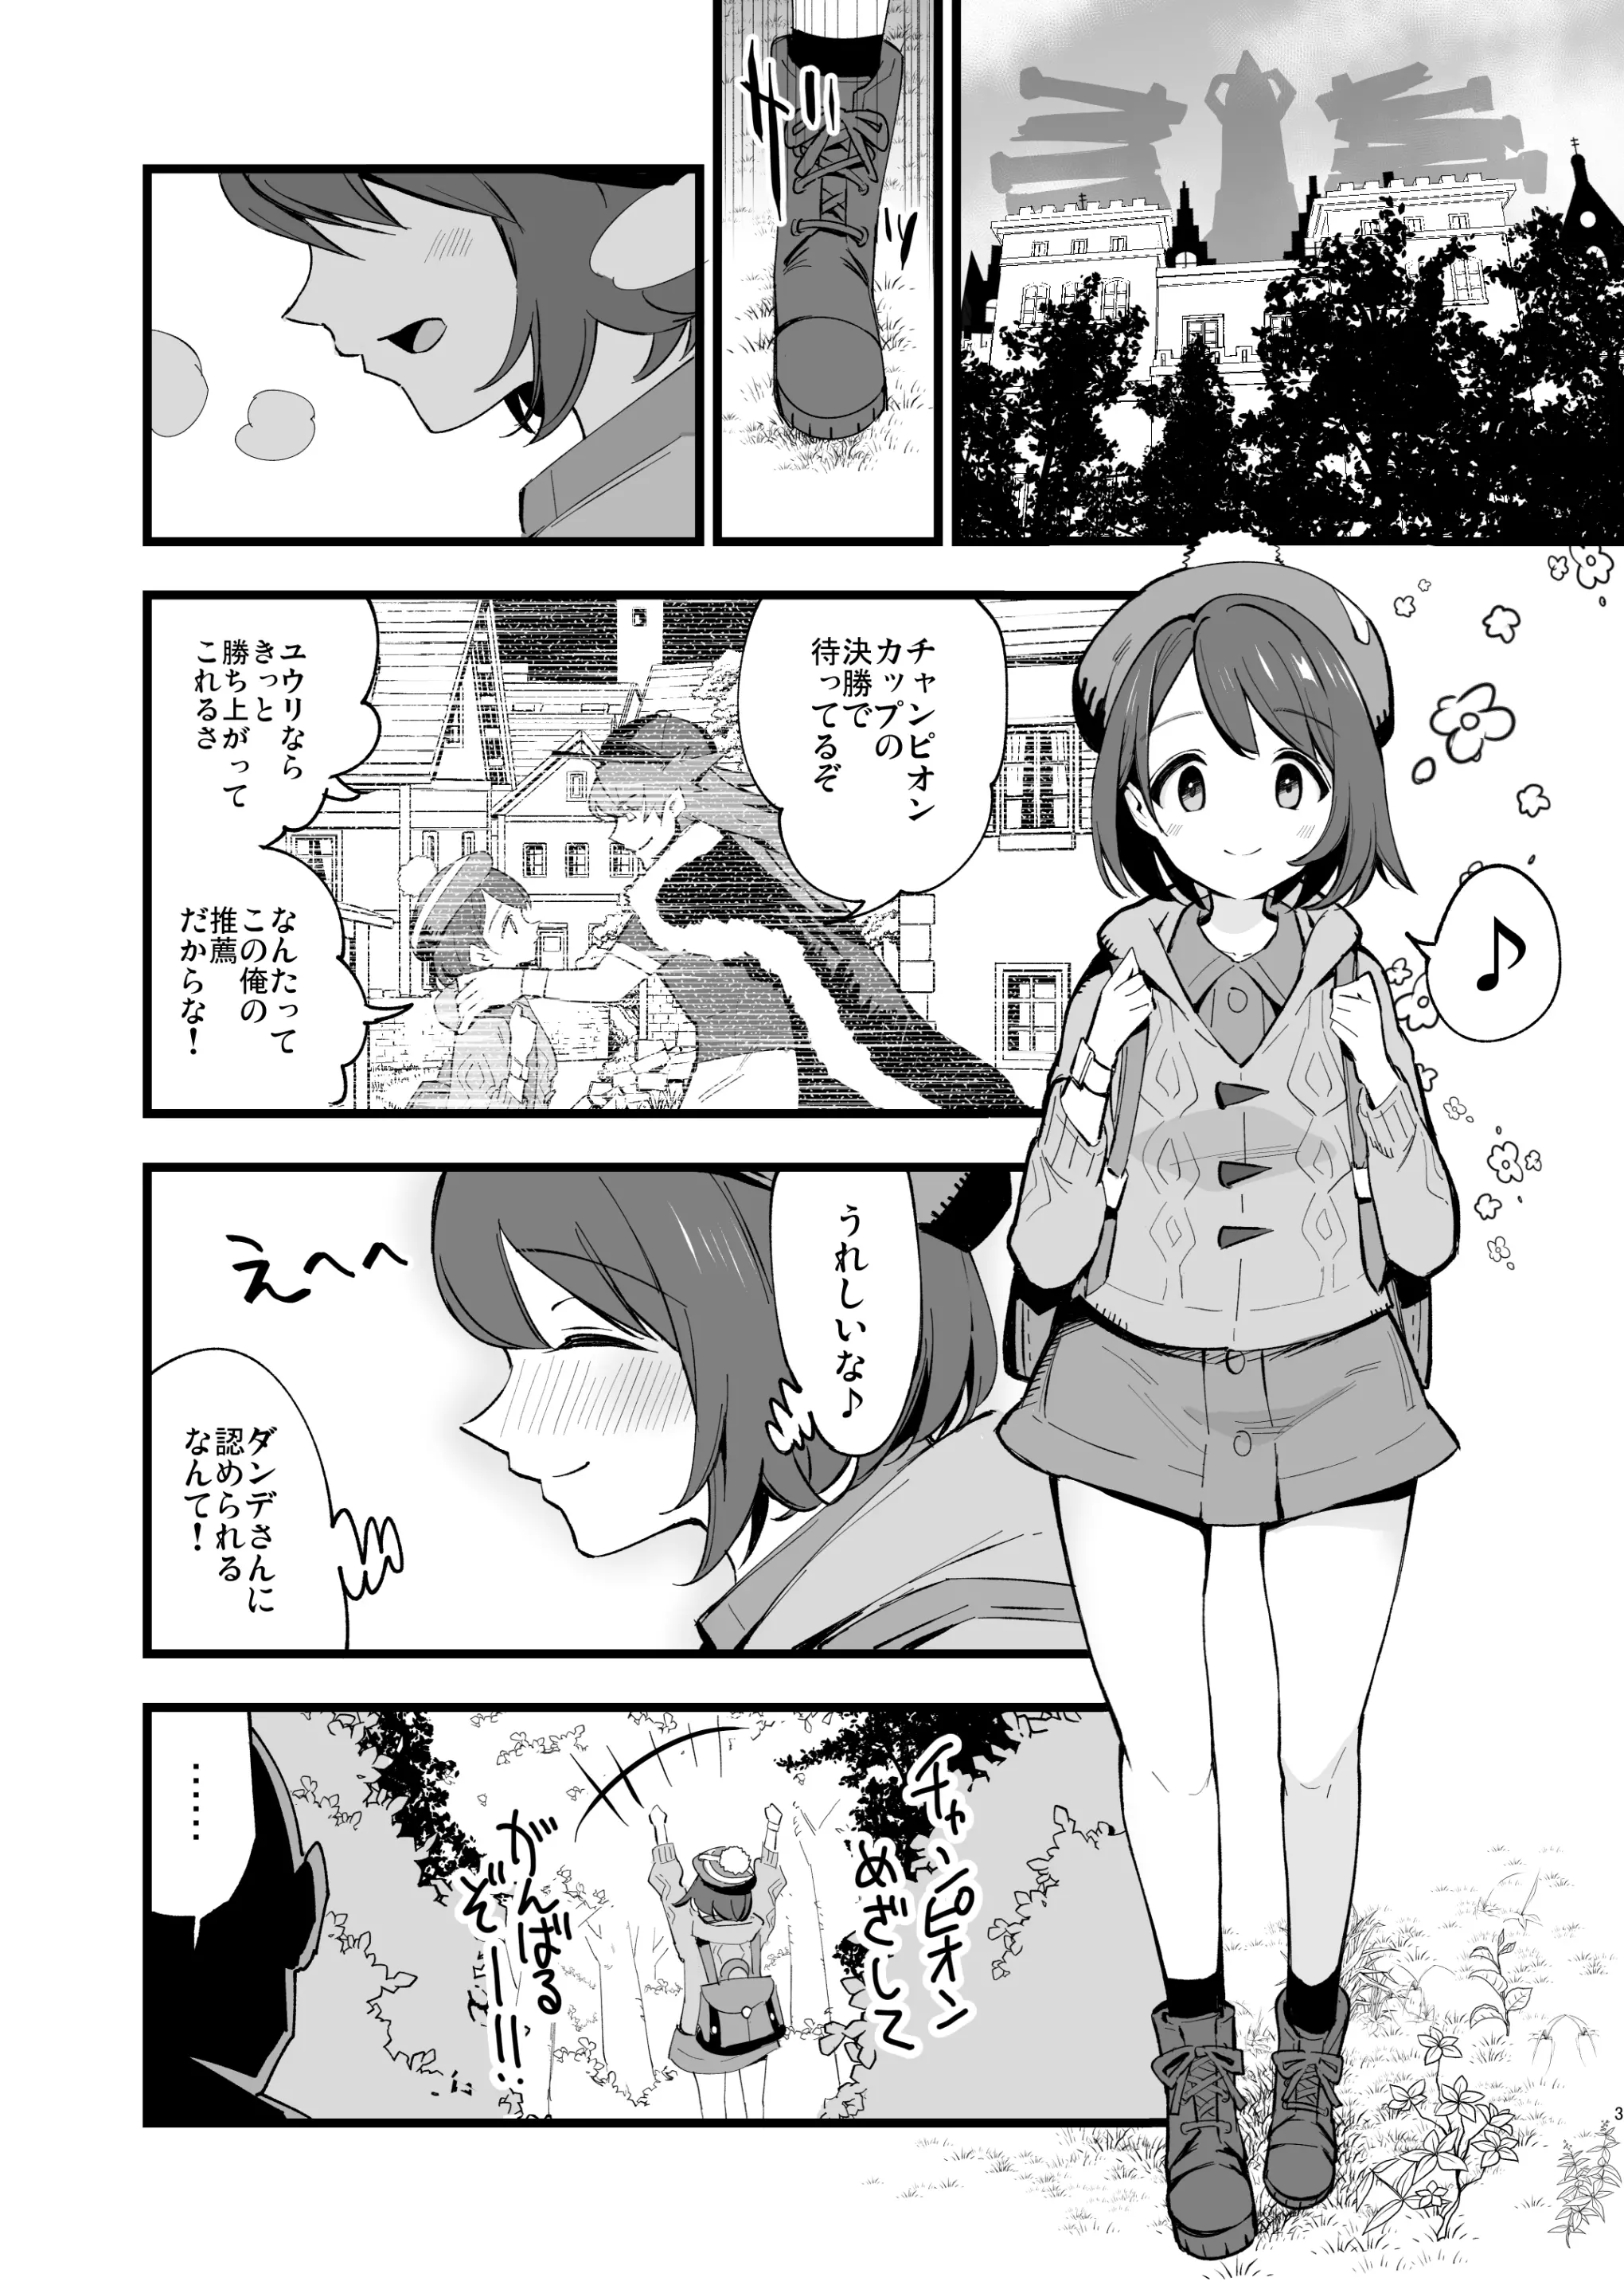 ザッ
ザッ
♪
チャンピオン
カップの
決勝で
待ってるぞ
ユウリなら
きっと
勝ち上がって
これるさ
なんたって
この俺の
推薦
だからな!
うれしいな♪
えへへ
ダンデさんに
認められる
なんて!
チャンピオン
めざして
がんばる
ぞーー!!!
……
3